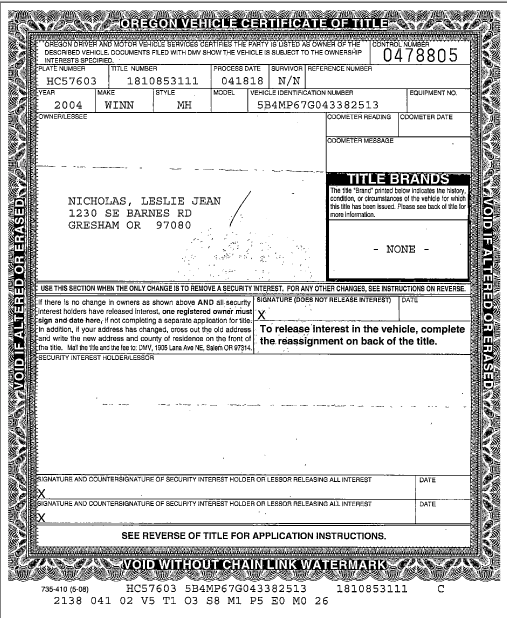 OREGON VEHICLE CERTIFICATE OF TITLE
OREGON DRIVER AND MOTOR VEHICLE SERVICES CERTIFIES THE PARTY IS LISTED AS OWNER OF THE
DESCRIBED VEHICLE. DOCUMENTS FILED WITH DMV SHOW THE VEHICLE IS SUBJECT TO THE OWNERSHIP
INTERESTS SPECIFIED.
CONTROL NUMBER
0478805
PLATE NUMBER TITLE NUMBER PROCESS DATE SURVIVOR REFERENCE NUMBER
HC57603 1810853111 041818 N/N
YEAR MAKE STYLE MODEL VEHICLE IDENTIFICATION NUMBER EQUIPMENT NO.
2004 WINN MH 5B4MP67G043382513
OWNER/LESSEE ODOMETER READING ODOMETER DATE
ODOMETER MESSAGE
TITLE BRANDS
The title "Brand" printed below indicates the history,
condition, or circumstances of the vehicle for which
this title has been issued. Please see back of title for
more information.
NICHOLAS, LESLIE JEAN
1230 SE BARNES RD
GRESHAM OR 97080
- NONE -
USE THIS SECTION WHEN THE ONLY CHANGE IS TO REMOVE A SECURITY INTEREST. FOR ANY OTHER CHANGES, SEE INSTRUCTIONS ON REVERSE.
If there is no change in owners as shown above AND all security
interest holders have released interest, one registered owner must
sign and date here, if not completing a separate application for title.
In addition, if your address has changed, cross out the old address
and write the new address and county of residence on the front of
the title. Mail the title and the fee to: DMV, 1905 Lana Ave NE, Salem OR 97314.
SIGNATURE (DOES NOT RELEASE INTEREST) DATE
X
To release interest in the vehicle, complete
the reassignment on back of the title.
SECURITY INTEREST HOLDER/LESSOR
SIGNATURE AND COUNTERSIGNATURE OF SECURITY INTEREST HOLDER OR LESSOR RELEASING ALL INTEREST DATE
X
SIGNATURE AND COUNTERSIGNATURE OF SECURITY INTEREST HOLDER OR LESSOR RELEASING ALL INTEREST DATE
X
SEE REVERSE OF TITLE FOR APPLICATION INSTRUCTIONS.
VOID IF ALTERED OR ERASED
VOID IF ALTERED OR ERASED
VOID WITHOUT CHAIN LINK WATERMARK
735-410 (5-08) HC57603 5B4MP67G043382513 1810853111 C
2138 041 02 V5 T1 O3 S8 M1 P5 E0 M0 26